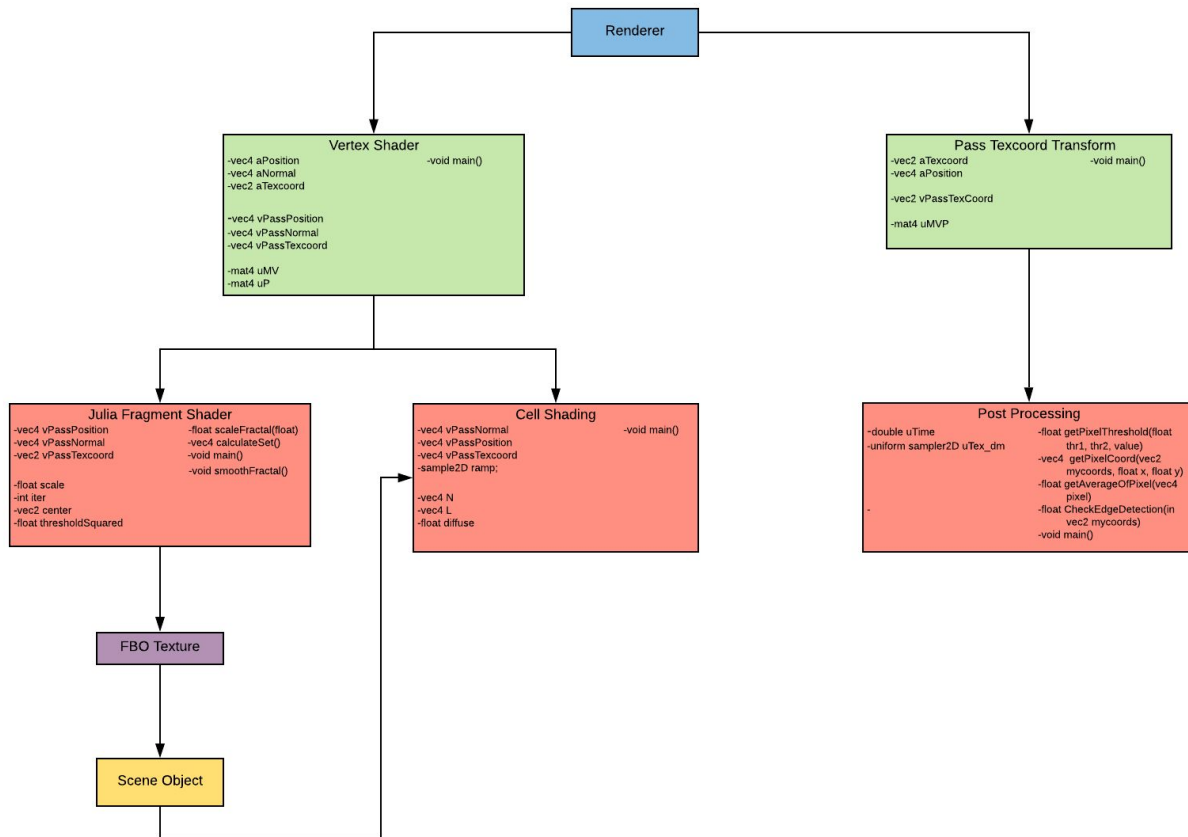 Renderer
Vertex Shader
-vec4 aPosition
-vec4 aNormal
-vec2 aTexcoord
-vec4 vPassPosition
-vec4 vPassNormal
-vec4 vPassTexcoord
-mat4 uMV
-mat4 uP
-void main()
Pass Texcoord Transform
-vec2 aTexcoord
-vec4 aPosition
-vec2 vPassTexCoord
-mat4 uMVP
-void main()
Julia Fragment Shader
-vec4 vPassPosition
-vec4 vPassNormal
-vec2 vPassTexcoord
-float scale
-int iter
-vec2 center
-float thresholdSquared
-float scaleFractal(float)
-vec4 calculateSet()
-void main()
-void smoothFractal()
Cell Shading
-vec4 vPassNormal
-vec4 vPassPosition
-vec4 vPassTexcoord
-sample2D ramp;
-vec4 N
-vec4 L
-float diffuse
-void main()
Post Processing
-double uTime
-uniform sampler2D uTex_dm
-
-float getPixelThreshold(float
thr1, thr2, value)
-vec4  getPixelCoord(vec2
mycoords, float x, float y)
-float getAverageOfPixel(vec4
pixel)
-float CheckEdgeDetection(in
vec2 mycoords)
-void main()
FBO Texture
Scene Object